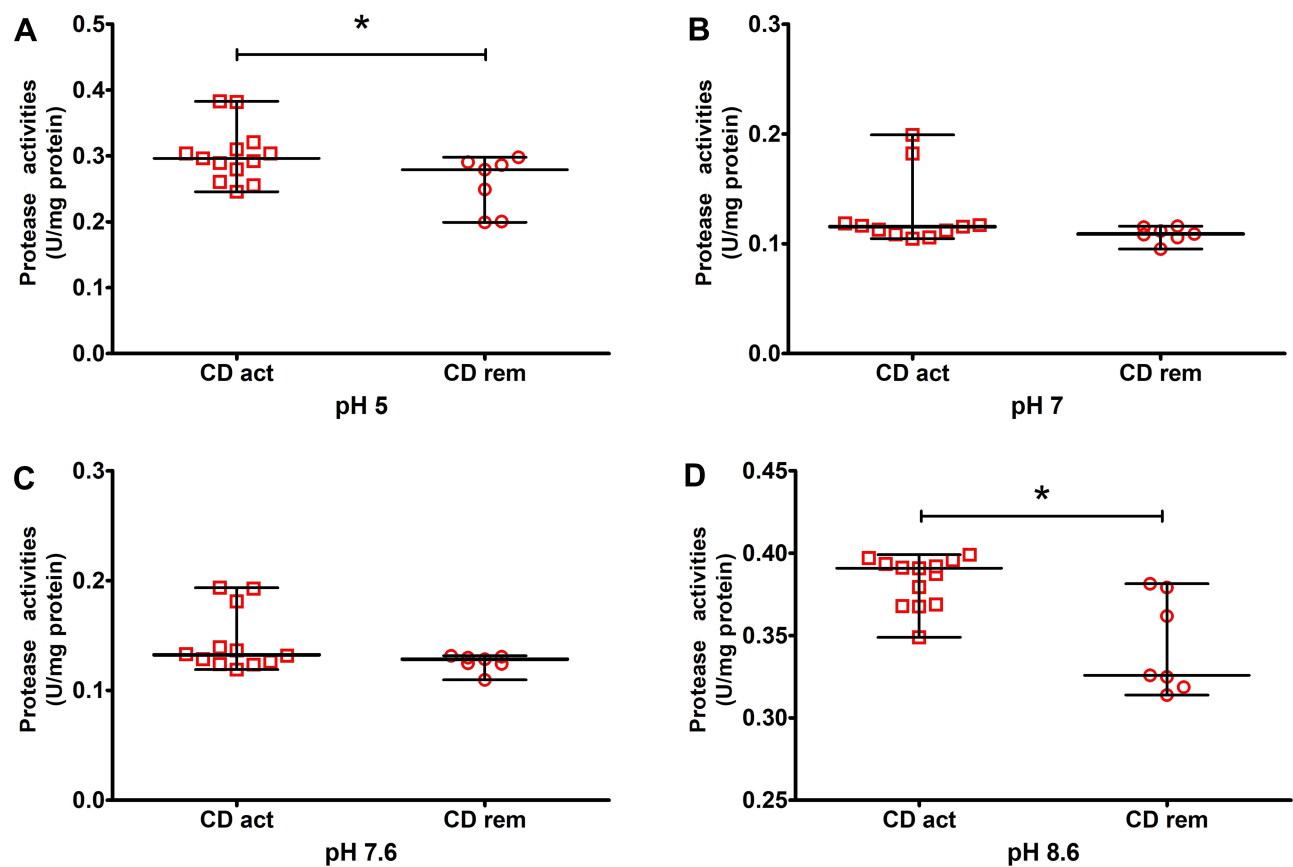 A
Protease activities
(U/mg protein)
0.5
0.4
0.3
0.2
0.1
0.0
*
CD act
CD rem
pH 5
B
Protease activities
(U/mg protein)
0.3
0.2
0.1
0.0
CD act
CD rem
pH 7
C
Protease activities
(U/mg protein)
0.3
0.2
0.1
0.0
CD act
CD rem
pH 7.6
D
Protease activities
(U/mg protein)
0.45
0.40
0.35
0.30
0.25
*
CD act
CD rem
pH 8.6